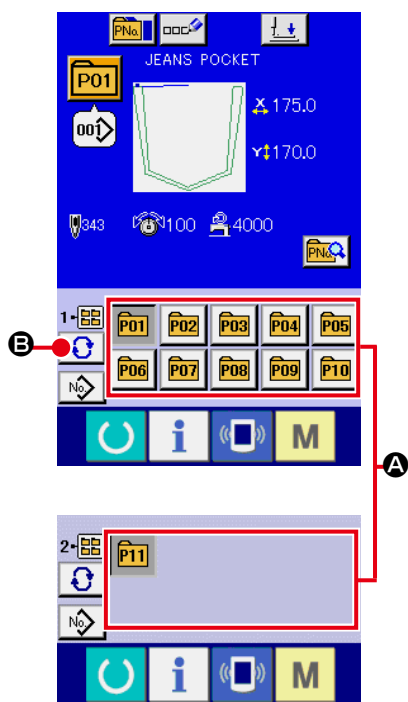 PNo.
JEANS POCKET
P01
001
X 175.0
Y 170.0
343 100 4000
PNo.
1
P01 P02 P03 P04 P05
B
P06 P07 P08 P09 P10
No.
i M
A
2
P11
No.
i M